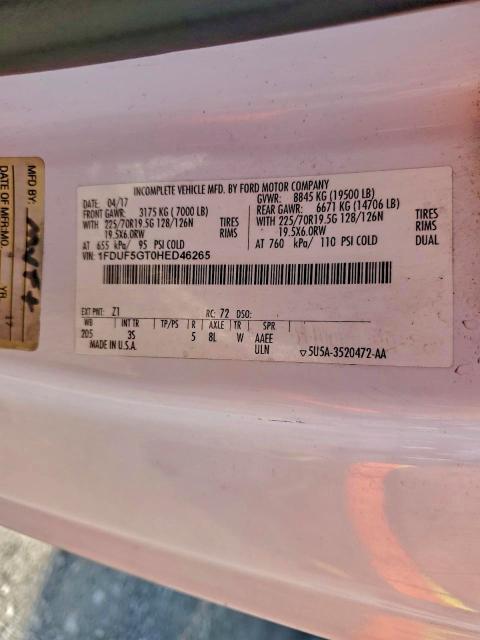 INCOMPLETE VEHICLE MFD. BY FORD MOTOR COMPANY
DATE: 04/17 GVWR: 8845 KG (19500 LB)
FRONT GAWR: 3175 KG ( 7000 LB) REAR GAWR: 6671 KG (14706 LB)
WITH 225/70R19.5G 128/126N TIRES WITH 225/70R19.5G 128/126N TIRES
19.5X6.0RW RIMS 19.5X6.0RW RIMS
AT 655 kPa/ 95 PSI COLD AT 760 kPa/ 110 PSI COLD DUAL
VIN: 1FDUF5GT0HED46265
EXT PNT: Z1 RC: 72 DSO:
WB INT TR TP/PS R AXLE TR SPR
205 3S 5 8L W AAEE
MADE IN U.S.A. ULN ▽5U5A-3520472-AA
MFD BY:
DATE OF MFR:MO. YR. 17